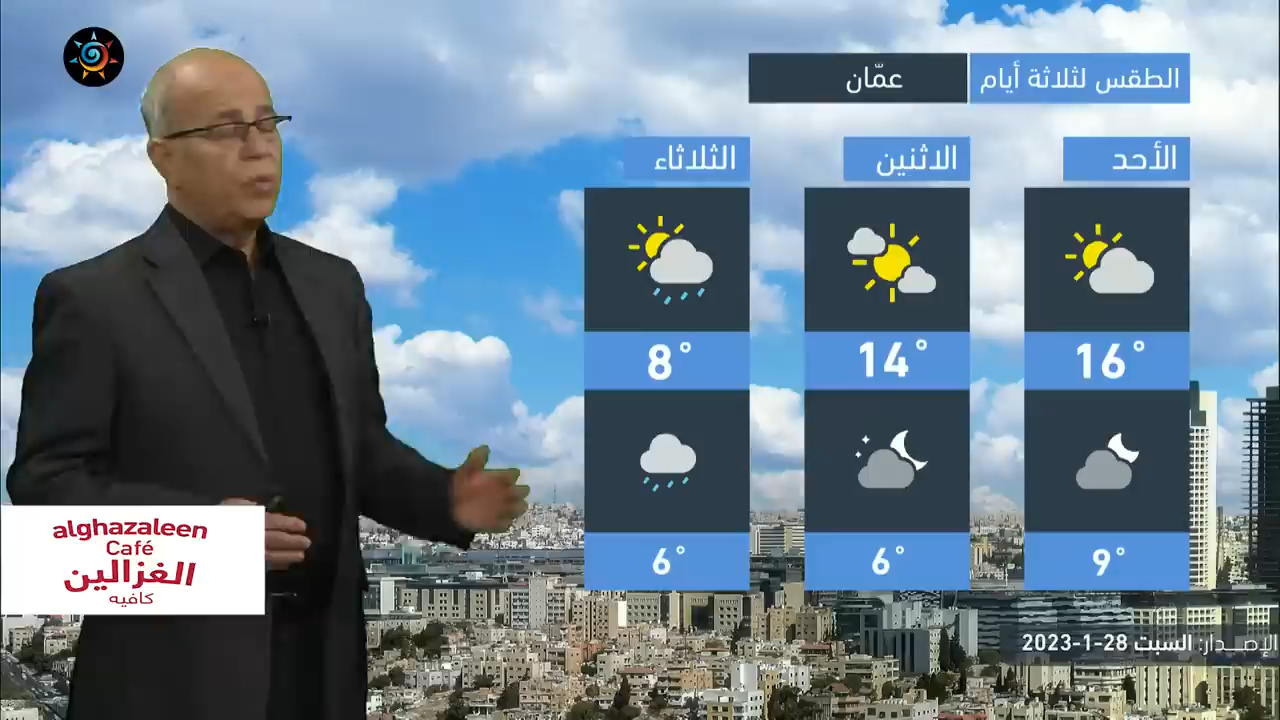 الطقس لثلاثة أيام
عمّان
الأحد
الاثنين
الثلاثاء
16°
14°
8°
9°
6°
6°
الإصـدار: السبت 28-1-2023
alghazaleen
Café
الغزالين
كافيه